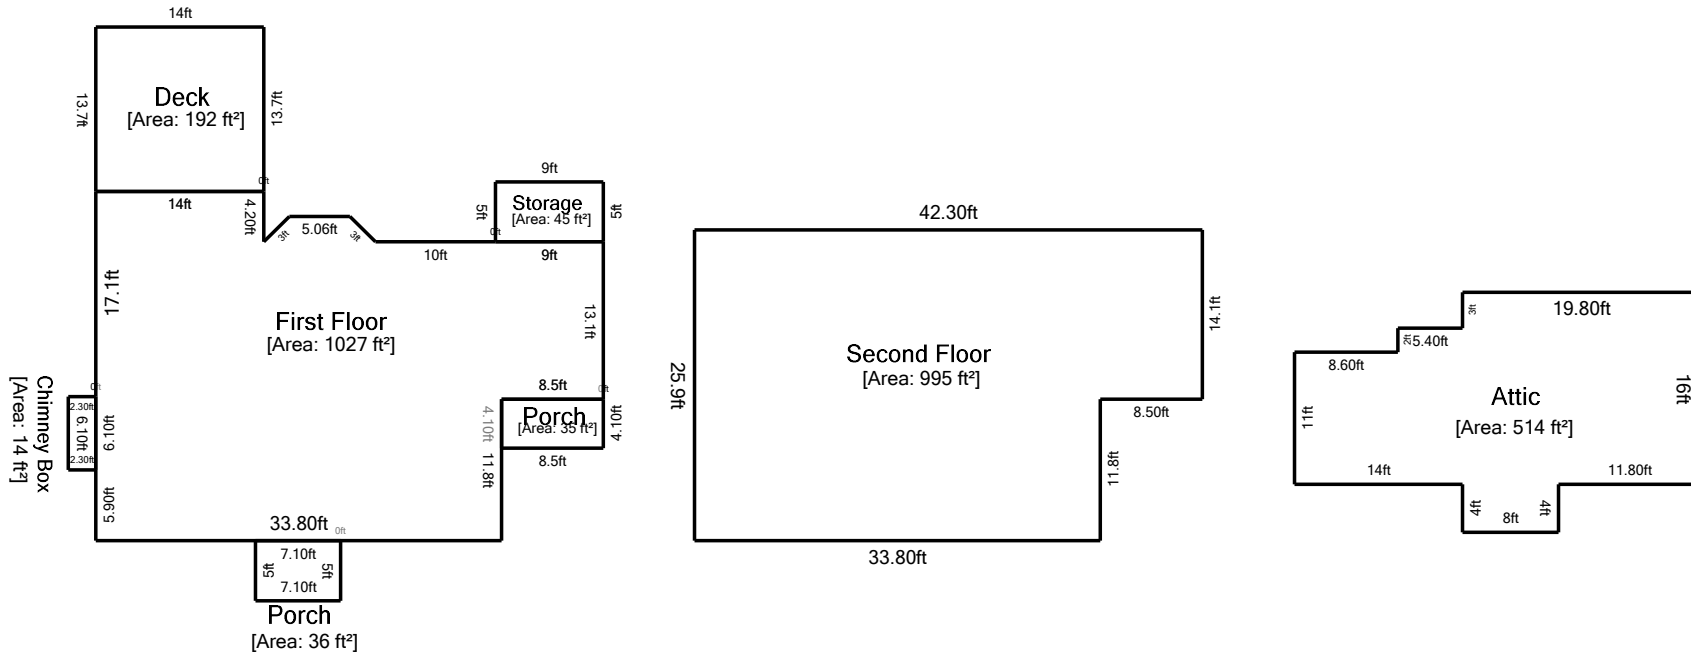 14ft
13.7ft
Deck
[Area: 192 ft²]
13.7ft
0ft
14ft
4.20ft
3ft
5.06ft
3ft
10ft
9ft
5ft
Storage
[Area: 45 ft²]
5ft
0ft
9ft
17.1ft
First Floor
[Area: 1027 ft²]
13.1ft
0ft
Chimney Box
[Area: 14 ft²]
2.30ft
6.10ft
6.10ft
2.30ft
5.90ft
8.5ft
0ft
4.10ft
Porch
[Area: 35 ft²]
4.10ft
8.5ft
11.8ft
33.80ft
0ft
7.10ft
5ft
5ft
7.10ft
Porch
[Area: 36 ft²]
42.30ft
14.1ft
25.9ft
Second Floor
[Area: 995 ft²]
8.50ft
11.8ft
33.80ft
19.80ft
3ft
2ft
5.40ft
8.60ft
11ft
Attic
[Area: 514 ft²]
16ft
14ft
11.80ft
4ft
8ft
4ft